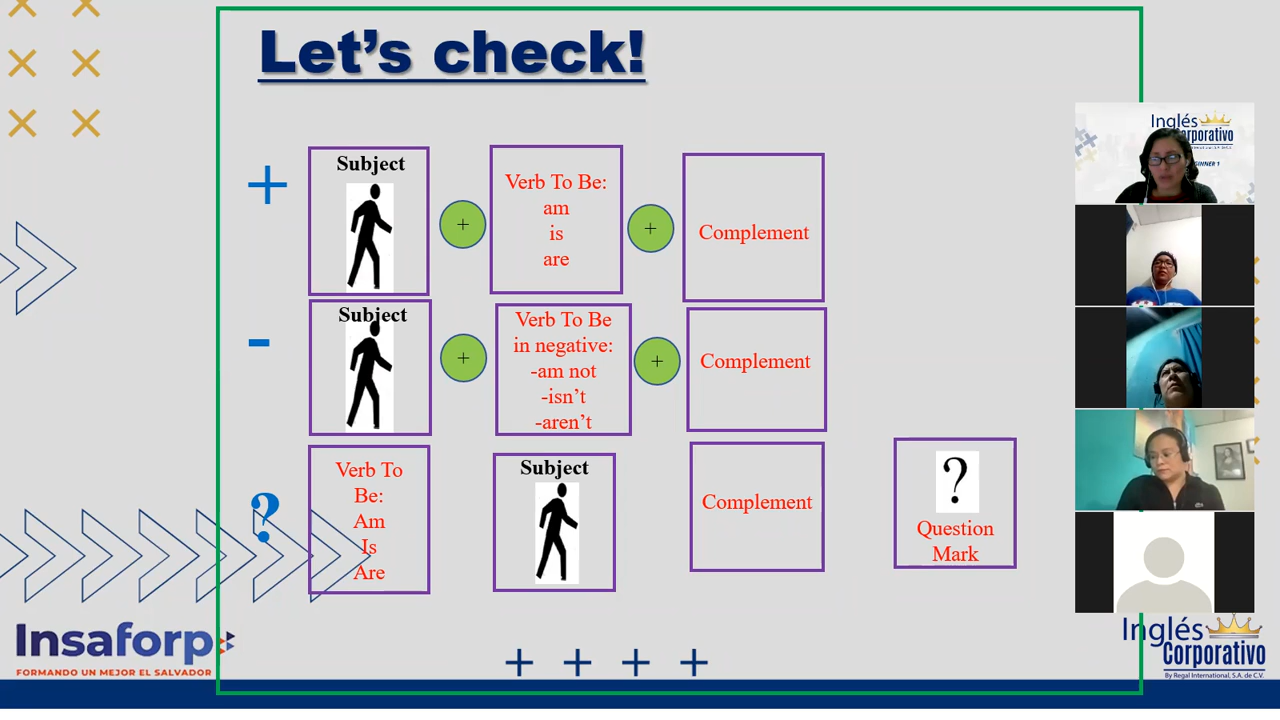 Let's check!
+
Subject
+
Verb To Be:
am
is
are
+
Complement
-
Subject
+
Verb To Be
in negative:
-am not
-isn't
-aren't
+
Complement
?
Verb To
Be:
Am
Is
Are
Subject
Complement
?
Question
Mark
Insaforp
FORMANDO UN MEJOR EL SALVADOR
Inglés
Corporativo
Inglés
Corporativo
By Regal International, S.A. de C.V.